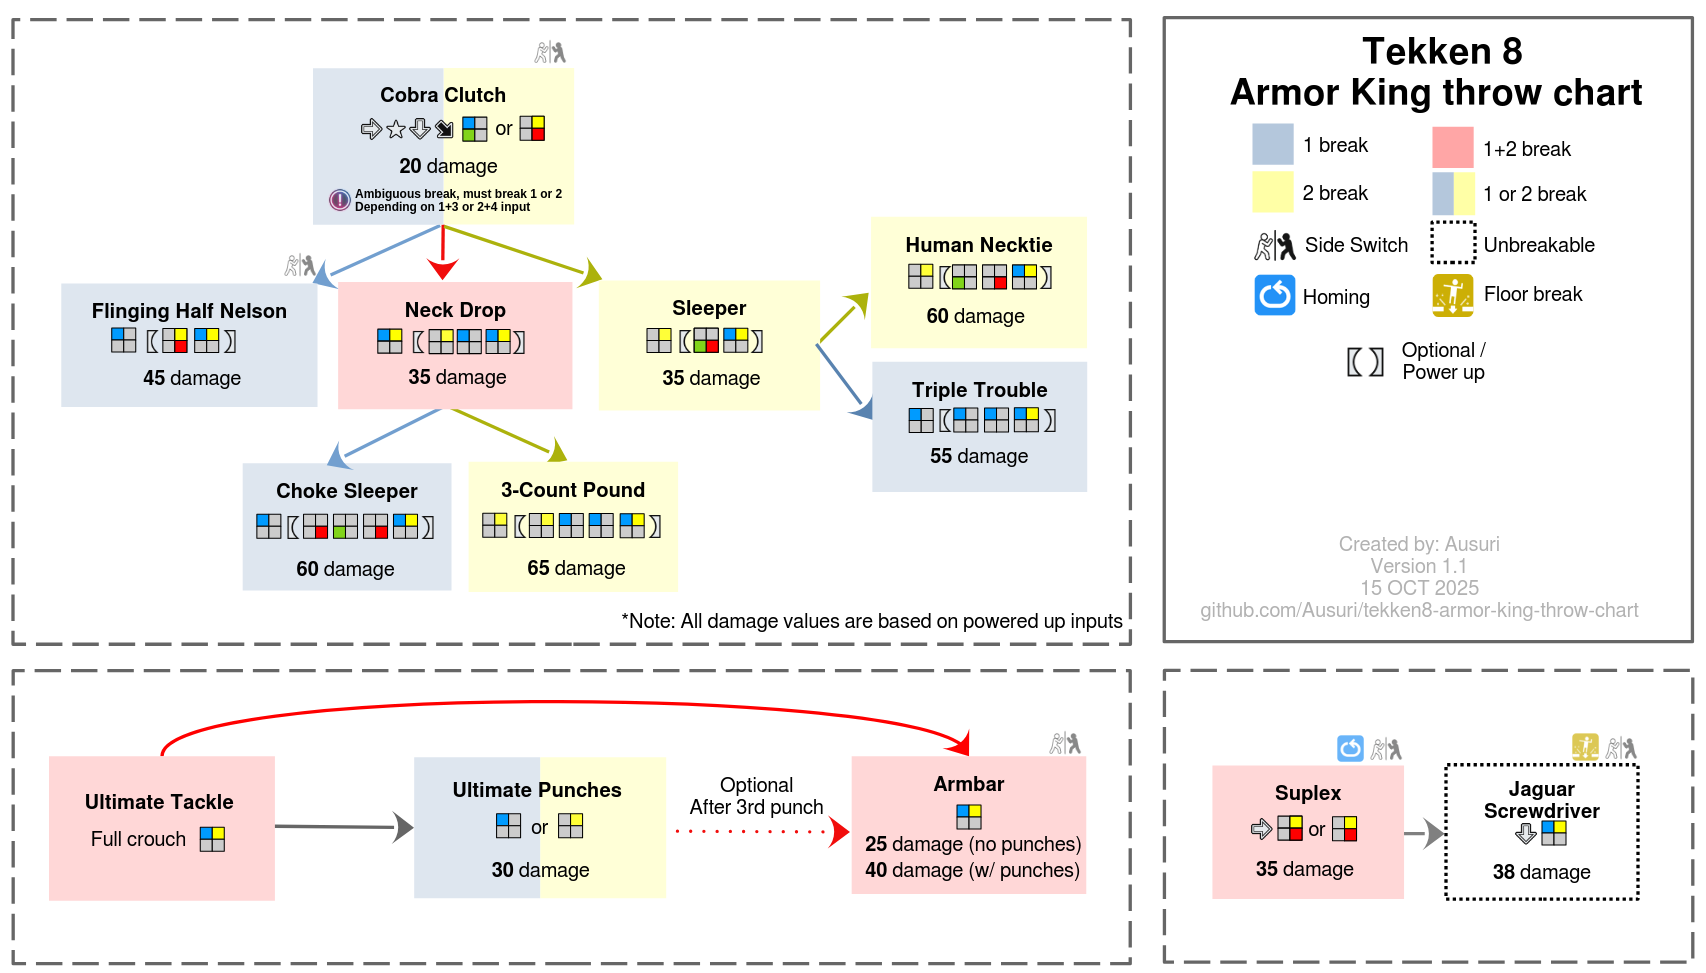 Tekken 8
Armor King throw chart
1 break
1+2 break
2 break
1 or 2 break
Side Switch
Unbreakable
Homing
Floor break
Optional /
Power up
Created by: Ausuri
Version 1.1
15 OCT 2025
github.com/Ausuri/tekken8-armor-king-throw-chart
Cobra Clutch
or
20 damage
Ambiguous break, must break 1 or 2
Depending on 1+3 or 2+4 input
Flinging Half Nelson
45 damage
Neck Drop
35 damage
Sleeper
35 damage
Human Necktie
60 damage
Triple Trouble
55 damage
Choke Sleeper
60 damage
3-Count Pound
65 damage
*Note: All damage values are based on powered up inputs
Ultimate Tackle
Full crouch
Ultimate Punches
or
30 damage
Optional
After 3rd punch
Armbar
25 damage (no punches)
40 damage (w/ punches)
Suplex
or
35 damage
Jaguar
Screwdriver
38 damage